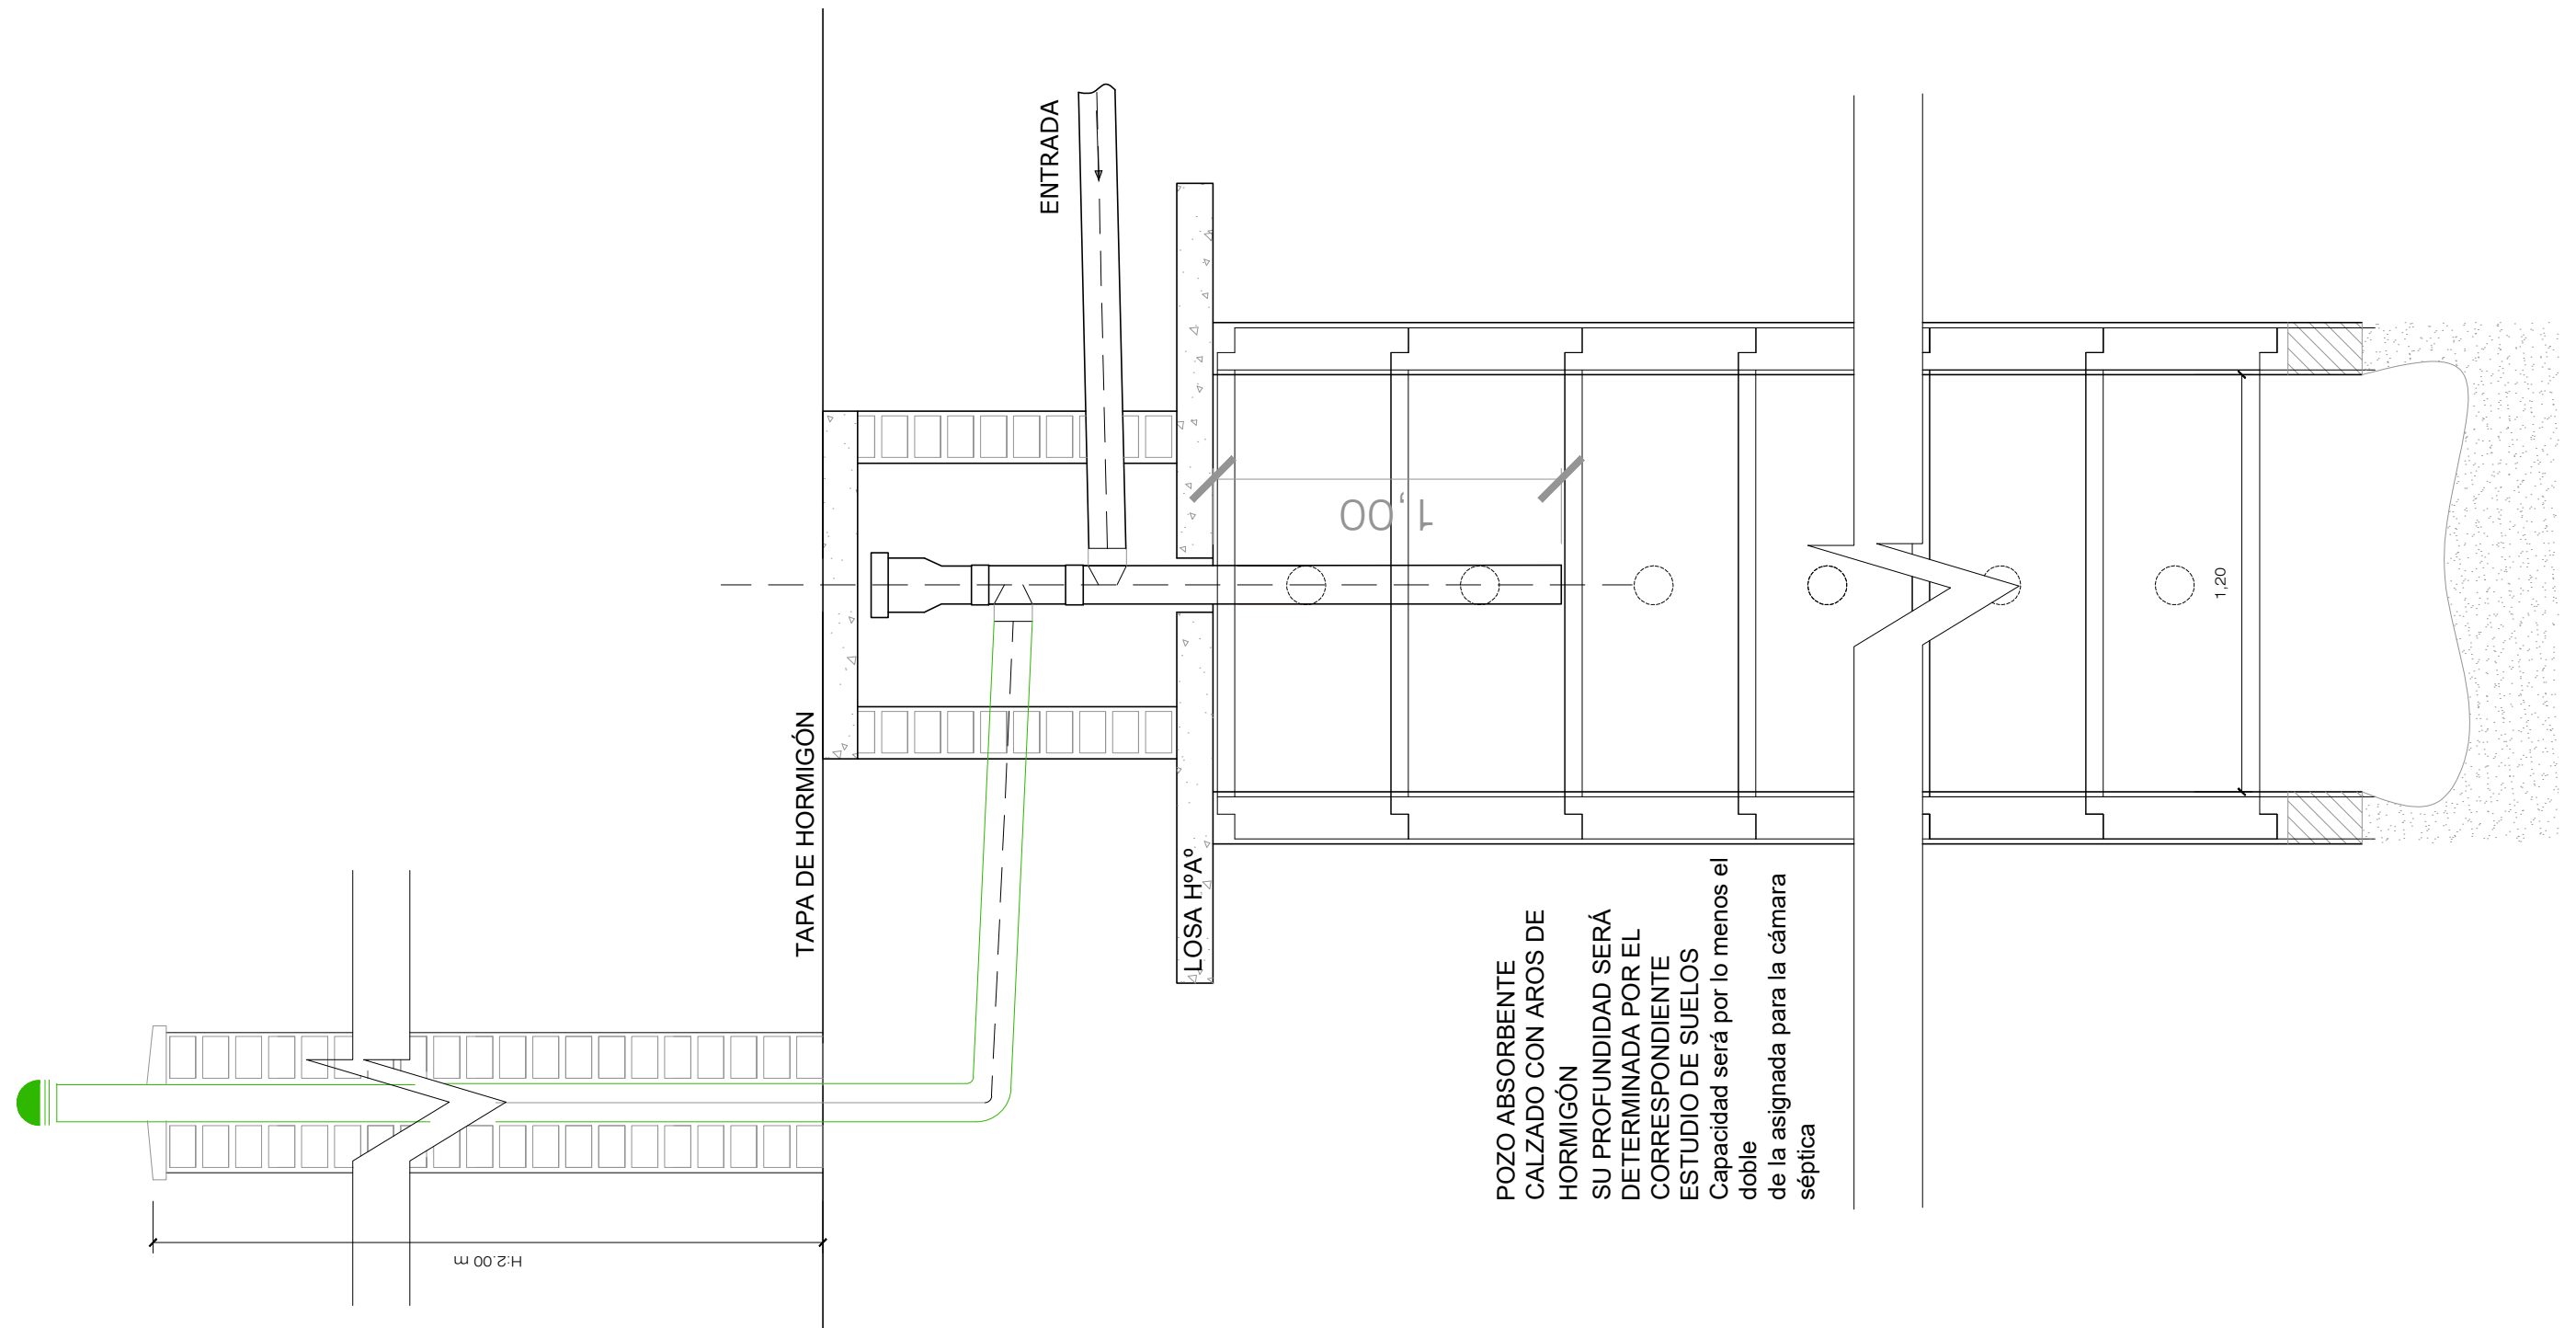 ENTRADA
TAPA DE HORMIGÓN
LOSA HºAº
1,00
1,20
H:2.00 m
POZO ABSORBENTE
CALZADO CON AROS DE
HORMIGÓN
SU PROFUNDIDAD SERÁ
DETERMINADA POR EL
CORRESPONDIENTE
ESTUDIO DE SUELOS
Capacidad será por lo menos el
doble
de la asignada para la cámara
séptica